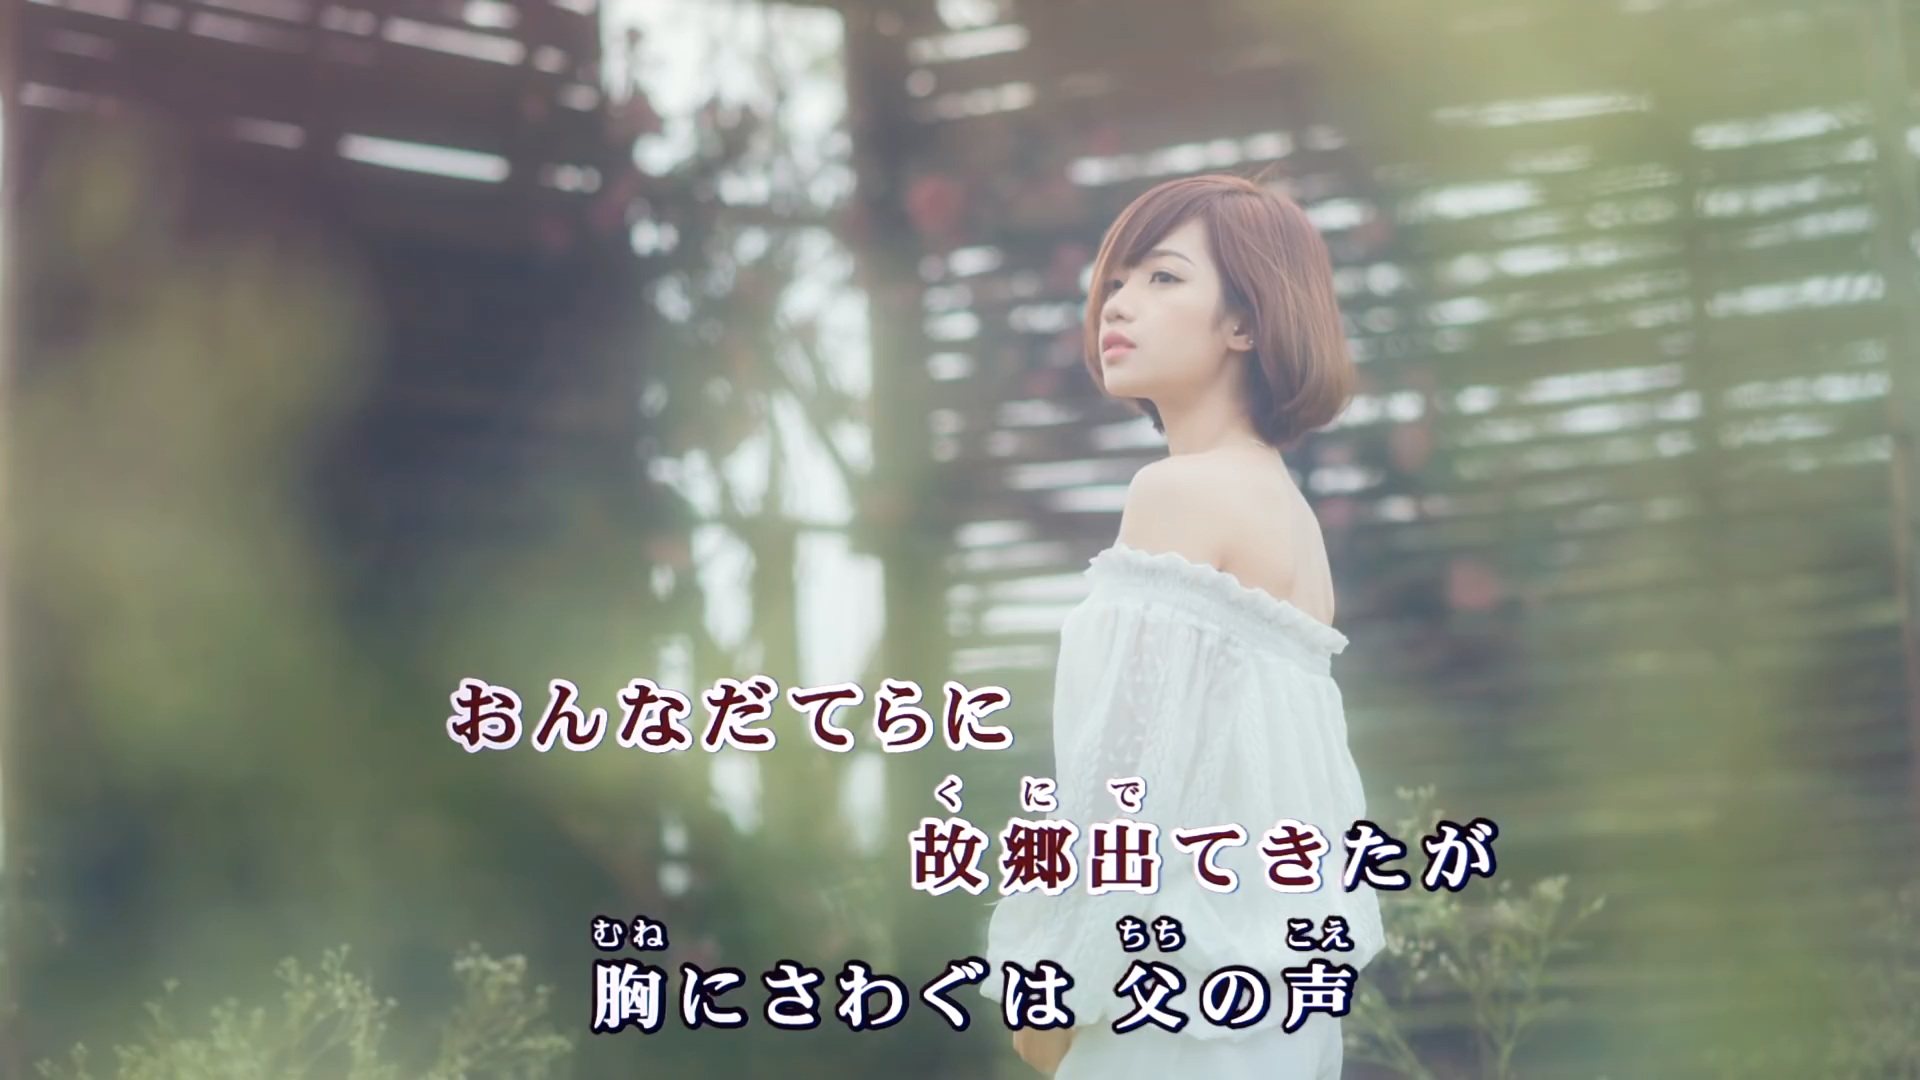 おんなだてらに
くにで
故郷出てきたが
むね ちち こえ
胸にさわぐは 父の声